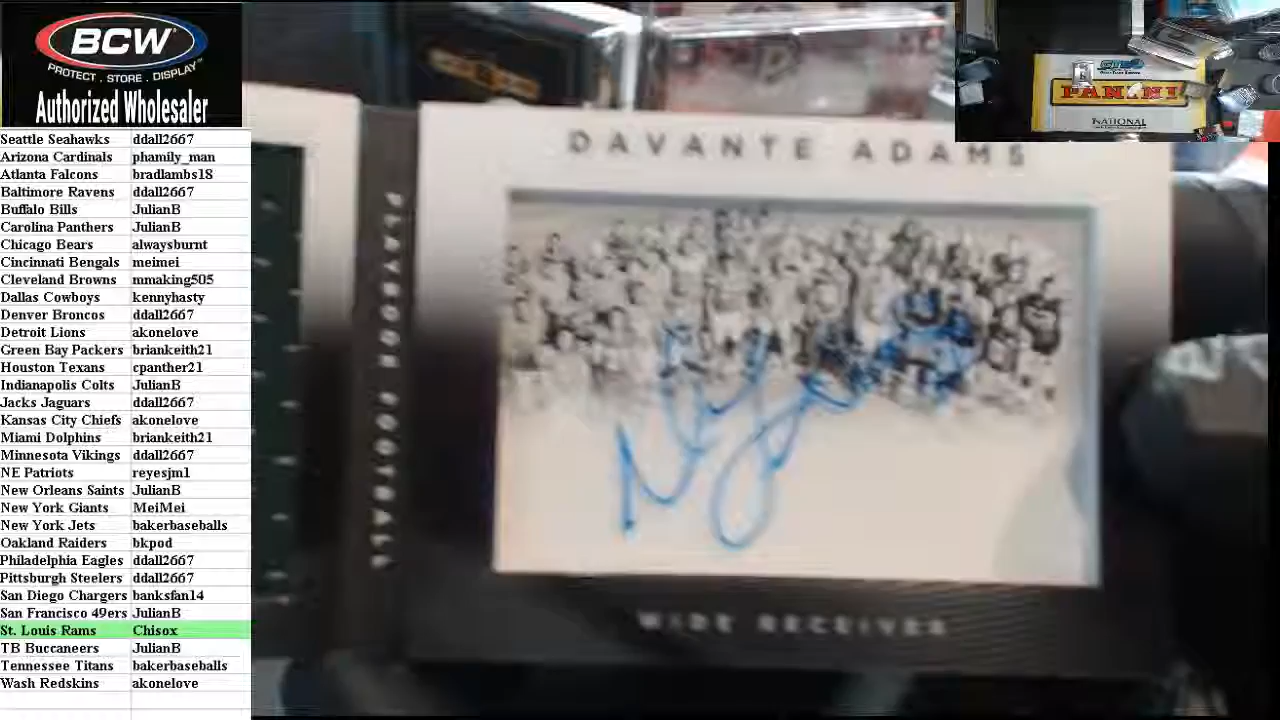 BCW
PROTECT . STORE . DISPLAY™
Authorized Wholesaler
Seattle Seahawks ddall2667
Arizona Cardinals phamily_man
Atlanta Falcons bradlambs18
Baltimore Ravens ddall2667
Buffalo Bills JulianB
Carolina Panthers JulianB
Chicago Bears alwaysburnt
Cincinnati Bengals meimei
Cleveland Browns mmaking505
Dallas Cowboys kennyhasty
Denver Broncos ddall2667
Detroit Lions akonelove
Green Bay Packers briankeith21
Houston Texans cpanther21
Indianapolis Colts JulianB
Jacks Jaguars ddall2667
Kansas City Chiefs akonelove
Miami Dolphins briankeith21
Minnesota Vikings ddall2667
NE Patriots reyesjm1
New Orleans Saints JulianB
New York Giants MeiMei
New York Jets bakerbaseballs
Oakland Raiders bkpod
Philadelphia Eagles ddall2667
Pittsburgh Steelers ddall2667
San Diego Chargers banksfan14
San Francisco 49ers JulianB
St. Louis Rams Chisox
TB Buccaneers JulianB
Tennessee Titans bakerbaseballs
Wash Redskins akonelove
PLAYBOOK
DAVANTE ADAMS
WIDE RECEIVER
PANINI
NATIONAL